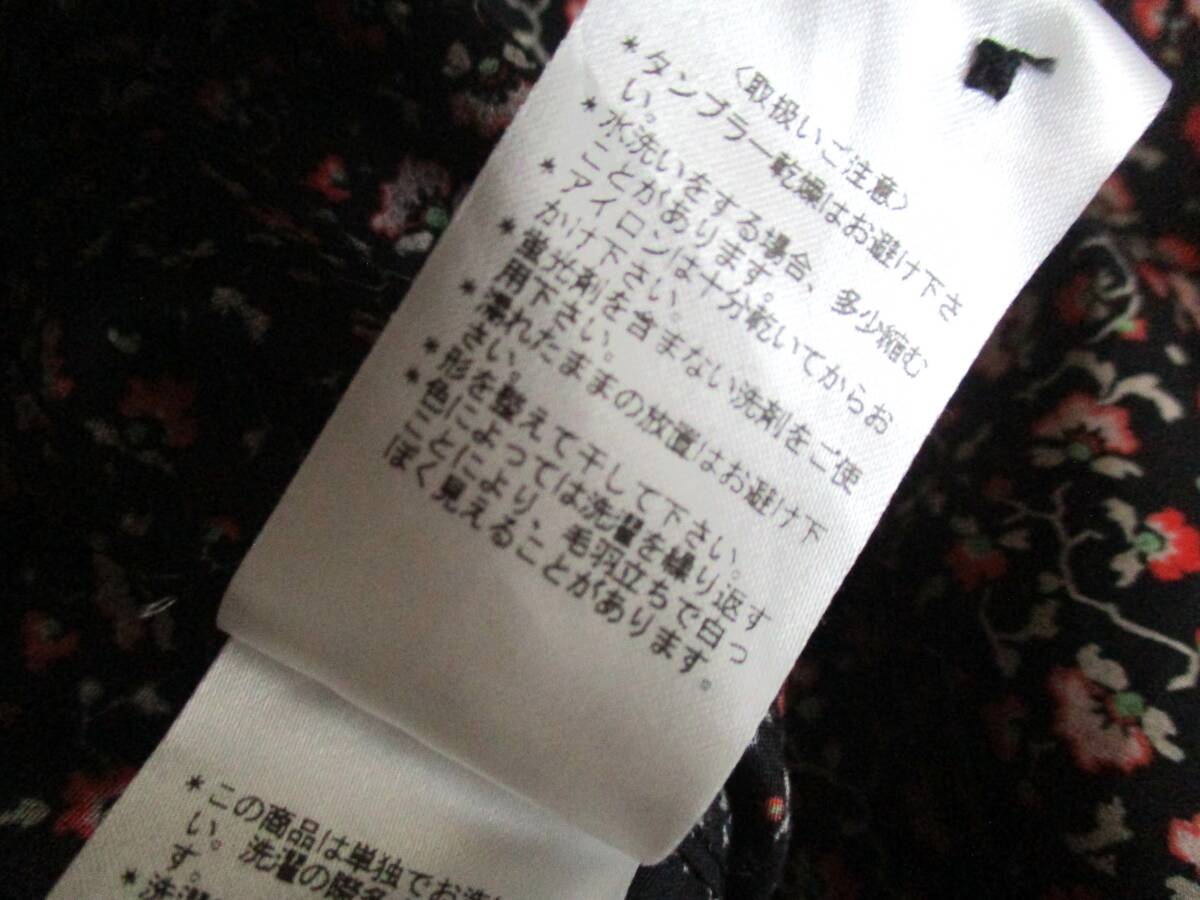 〈取扱いご注意〉
*タンブラー乾燥はお避け下さ
い。
*水洗いをする場合、多少縮む
ことがあります。
*アイロンは十分乾いてからお
かけ下さい。
*蛍光剤を含まない洗剤をご使
用下さい。
*濡れたままの放置はお避け下
さい。
*形を整えて干して下さい。
*色によっては洗濯を繰り返す
ことにより、毛羽立ちで白っ
ぽく見えることがあります。
*この商品は単独でお洗
い。洗濯の際多
す。
*洗濯